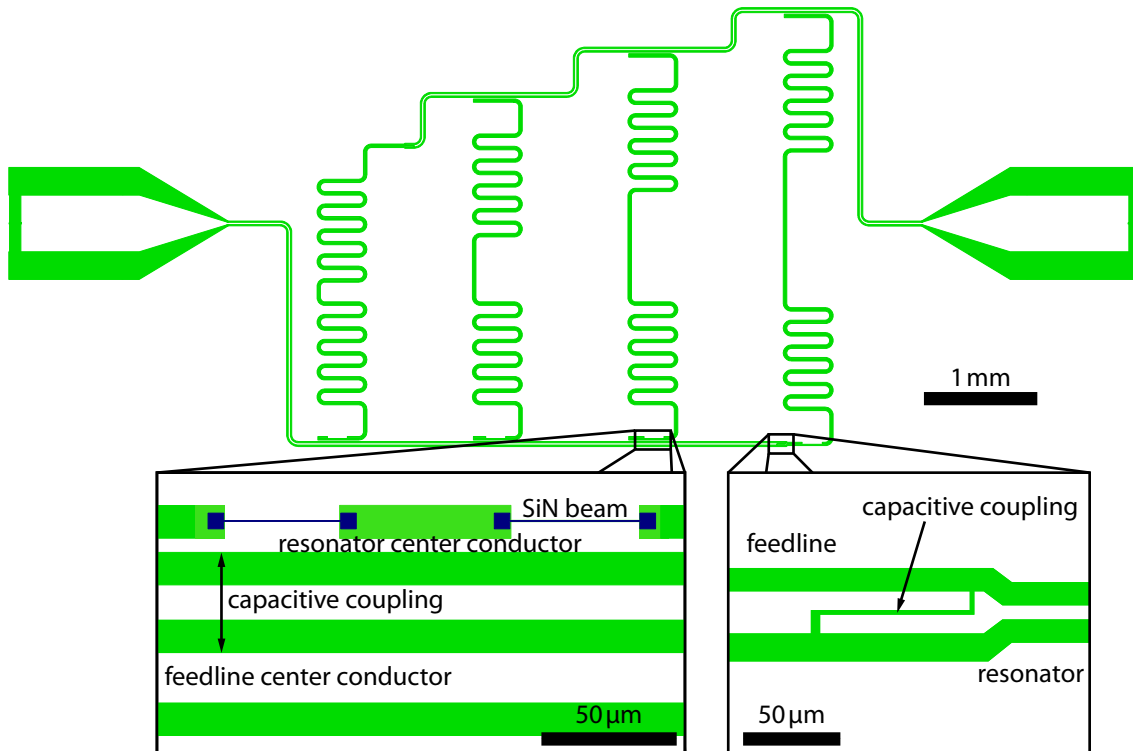 1 mm
SiN beam
resonator center conductor
capacitive coupling
feedline center conductor
50 µm
capacitive coupling
feedline
resonator
50 µm